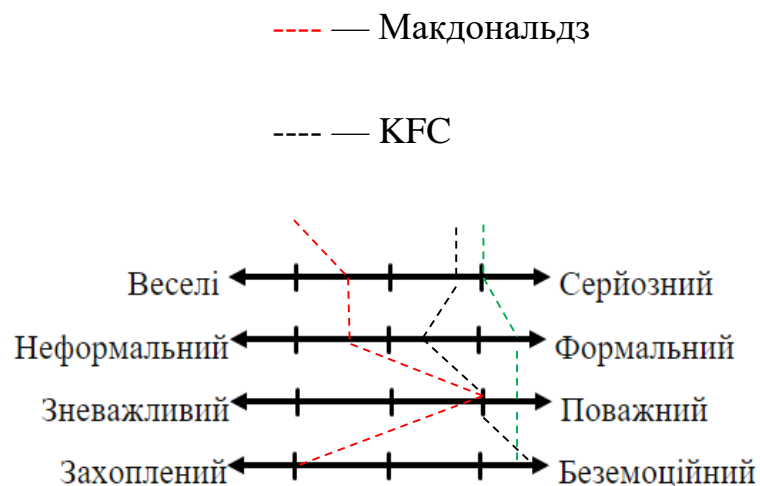 ---- — Макдональдз
---- — KFC
Веселі Серйозний
Неформальний Формальний
Зневажливий Поважний
Захоплений Беземоційний